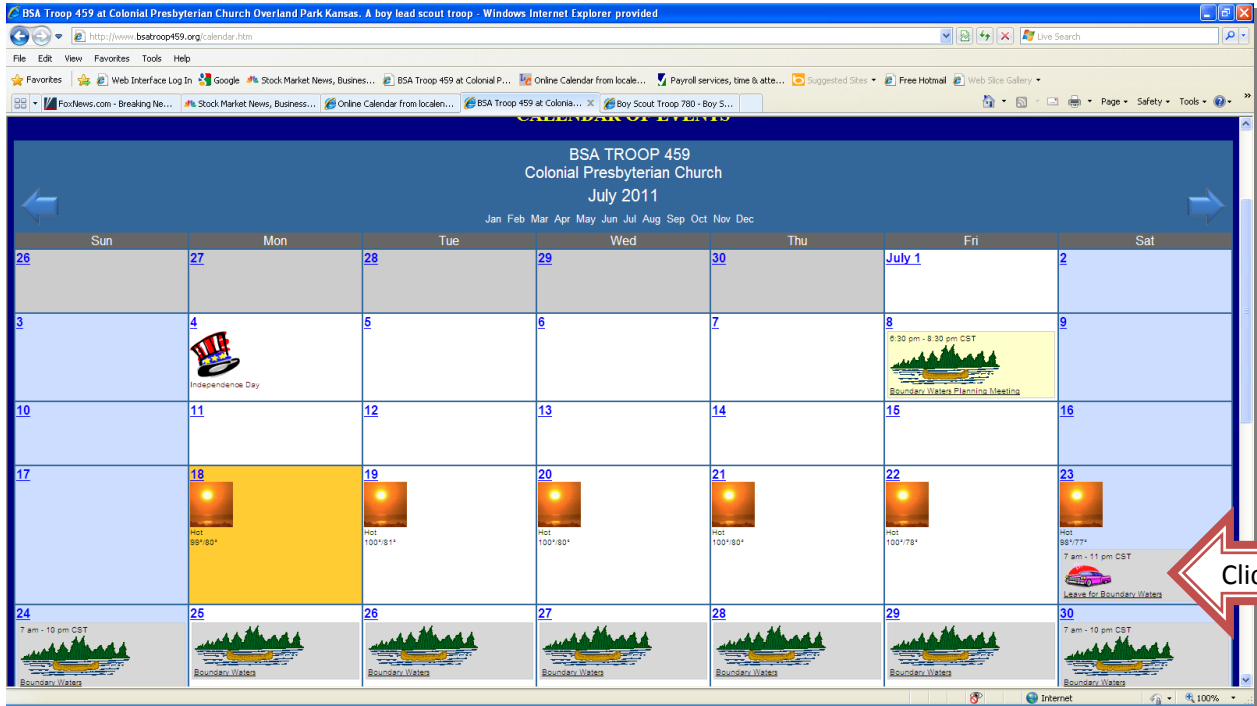 BSA Troop 459 at Colonial Presbyterian Church Overland Park Kansas. A boy lead scout troop - Windows Internet Explorer provided
http://www.bsatroop459.org/calendar.htm
Live Search
File Edit View Favorites Tools Help
Favorites Web Interface Log In Google Stock Market News, Busines... BSA Troop 459 at Colonial P... Online Calendar from locale... Payroll services, time & atte... Suggested Sites Free Hotmail Web Slice Gallery
FoxNews.com - Breaking Ne... Stock Market News, Business... Online Calendar from localen... BSA Troop 459 at Colonia... Boy Scout Troop 780 - Boy S... Page Safety Tools
CALENDAR OF EVENTS
BSA TROOP 459
Colonial Presbyterian Church
July 2011
Jan Feb Mar Apr May Jun Jul Aug Sep Oct Nov Dec
Sun Mon Tue Wed Thu Fri Sat
26 27 28 29 30 July 1 2
3 4 5 6 7 8 9
6:30 pm - 8:30 pm CST
Independence Day
Boundary Waters Planning Meeting
10 11 12 13 14 15 16
17 18 19 20 21 22 23
Hot Hot Hot Hot Hot Hot
99°/80° 100°/81° 100°/80° 100°/80° 100°/78° 98°/77°
7 am - 11 pm CST
Clic
Leave for Boundary Waters
24 25 26 27 28 29 30
7 am - 10 pm CST 7 am - 10 pm CST
Boundary Waters Boundary Waters Boundary Waters Boundary Waters Boundary Waters Boundary Waters Boundary Waters
Internet 100%